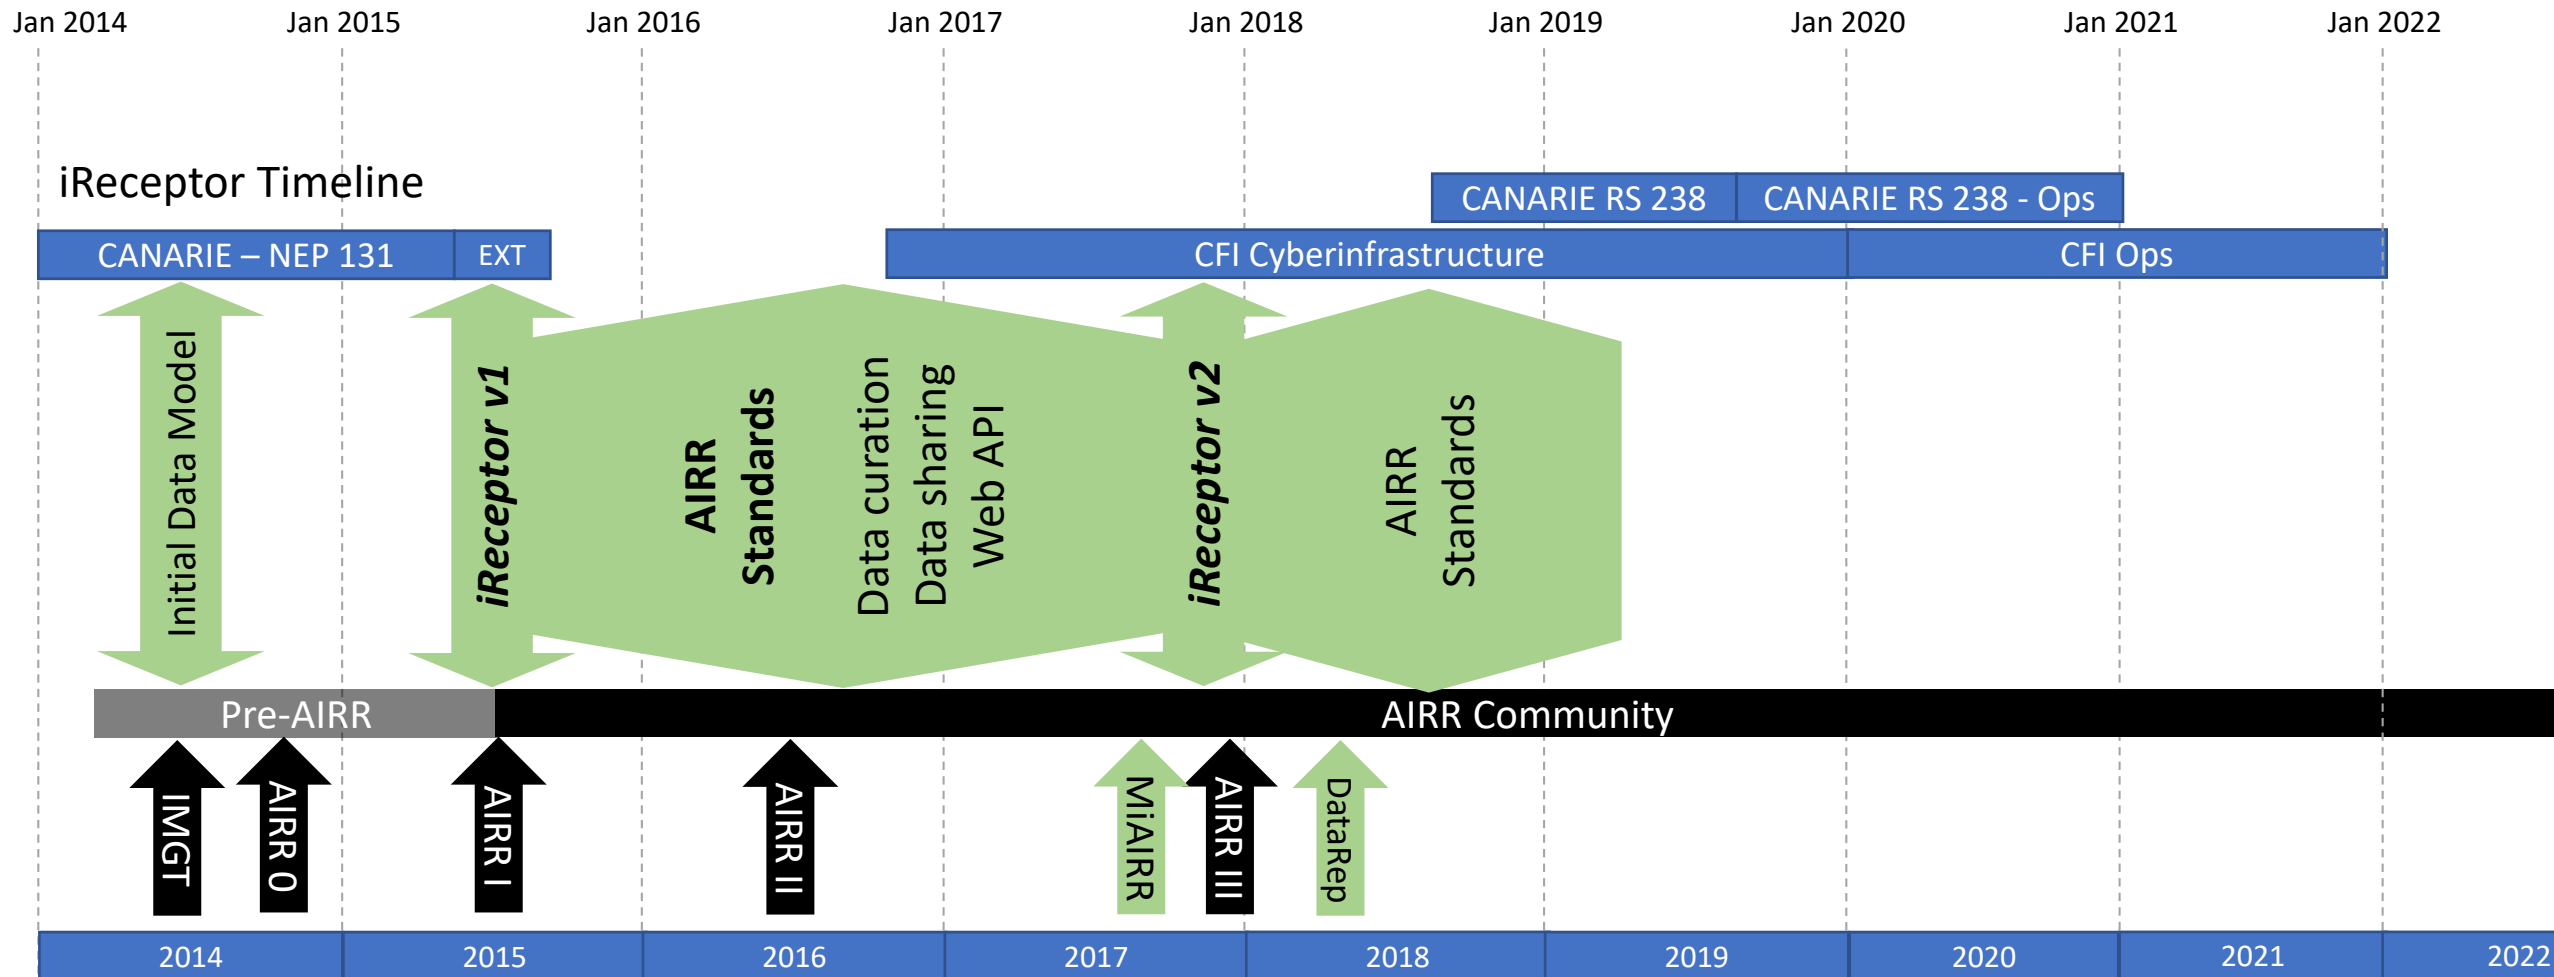 Jan 2014
Jan 2015
Jan 2016
Jan 2017
Jan 2018
Jan 2019
Jan 2020
Jan 2021
Jan 2022
iReceptor Timeline
CANARIE RS 238
CANARIE RS 238 - Ops
CANARIE – NEP 131
EXT
CFI Cyberinfrastructure
CFI Ops
Initial Data Model
iReceptor v1
AIRR
Standards
Data curation
Data sharing
Web API
iReceptor v2
AIRR
Standards
Pre-AIRR
AIRR Community
IMGT
AIRR 0
AIRR I
AIRR II
MiAIRR
AIRR III
DataRep
2014
2015
2016
2017
2018
2019
2020
2021
2022